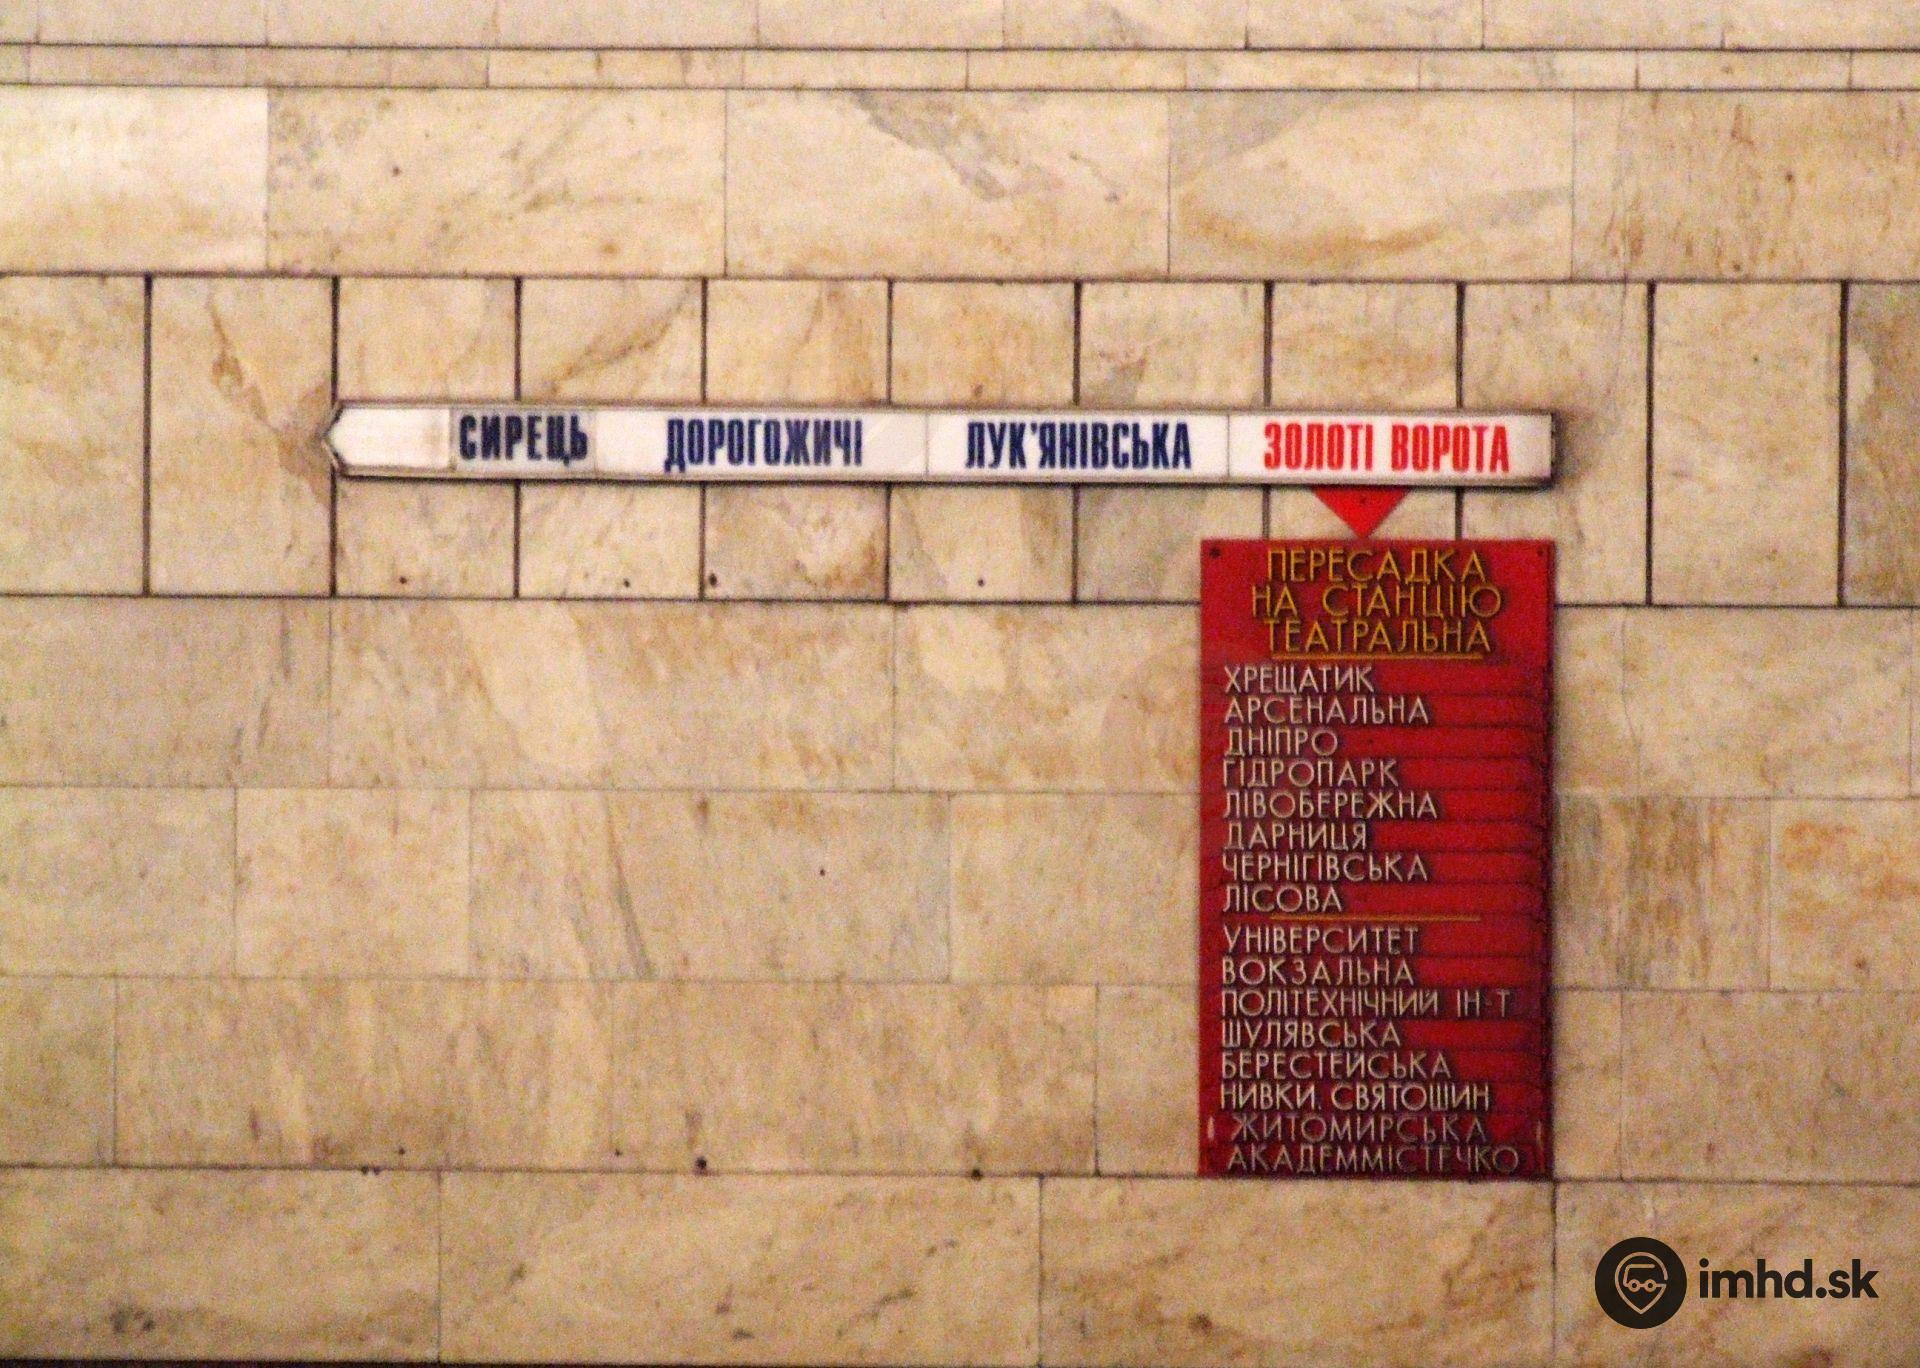 СИРЕЦЬ ДОРОГОЖИЧІ ЛУК'ЯНІВСЬКА ЗОЛОТІ ВОРОТА
ПЕРЕСАДКА
НА СТАНЦІЮ
ТЕАТРАЛЬНА
ХРЕЩАТИК
АРСЕНАЛЬНА
ДНІПРО
ГІДРОПАРК
ЛІВОБЕРЕЖНА
ДАРНИЦЯ
ЧЕРНІГІВСЬКА
ЛІСОВА
УНІВЕРСИТЕТ
ВОКЗАЛЬНА
ПОЛІТЕХНІЧНИЙ ІН-Т
ШУЛЯВСЬКА
БЕРЕСТЕЙСЬКА
НИВКИ, СВЯТОШИН
ЖИТОМИРСЬКА
АКАДЕММІСТЕЧКО
imhd.sk